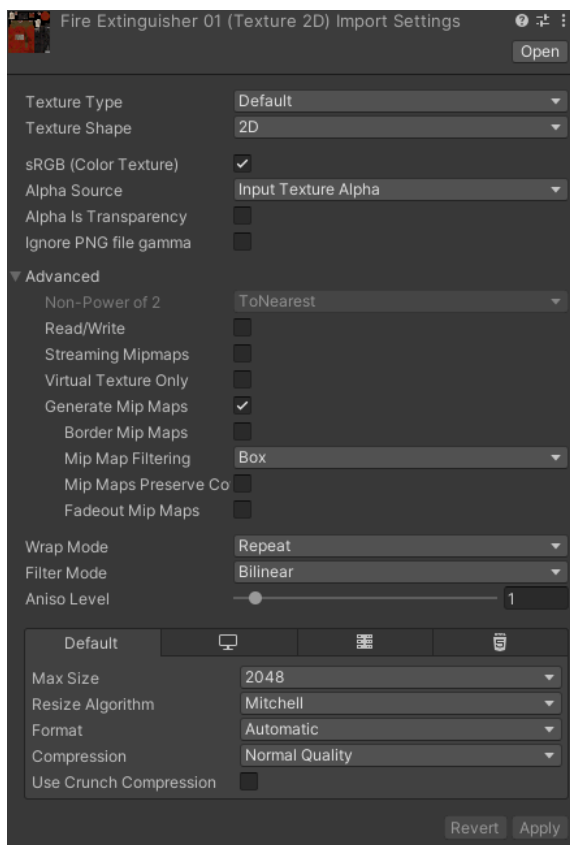 Fire Extinguisher 01 (Texture 2D) Import Settings
Open
Texture Type Default
Texture Shape 2D
sRGB (Color Texture)
Alpha Source Input Texture Alpha
Alpha Is Transparency
Ignore PNG file gamma
Advanced
Non-Power of 2 ToNearest
Read/Write
Streaming Mipmaps
Virtual Texture Only
Generate Mip Maps
Border Mip Maps
Mip Map Filtering Box
Mip Maps Preserve Co
Fadeout Mip Maps
Wrap Mode Repeat
Filter Mode Bilinear
Aniso Level 1
Default
Max Size 2048
Resize Algorithm Mitchell
Format Automatic
Compression Normal Quality
Use Crunch Compression
Revert Apply